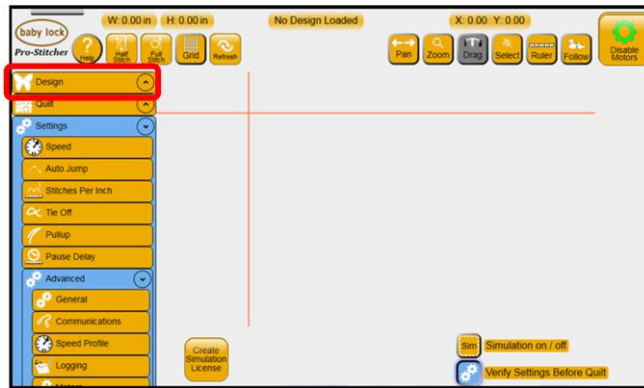 baby lock
Pro-Stitcher
W: 0.00 in H: 0.00 in
No Design Loaded
X: 0.00 Y: 0.00
Help
Half Stitch
Full Stitch
Grid
Refresh
Pan
Zoom
Drag
Select
Ruler
Follow
Disable Motors
Design
Quilt
Settings
Speed
Auto Jump
Stitches Per Inch
Tie Off
Pullup
Pause Delay
Advanced
General
Communications
Speed Profile
Logging
Motors
Create
Simulation
License
Sim
Simulation on / off
Verify Settings Before Quilt